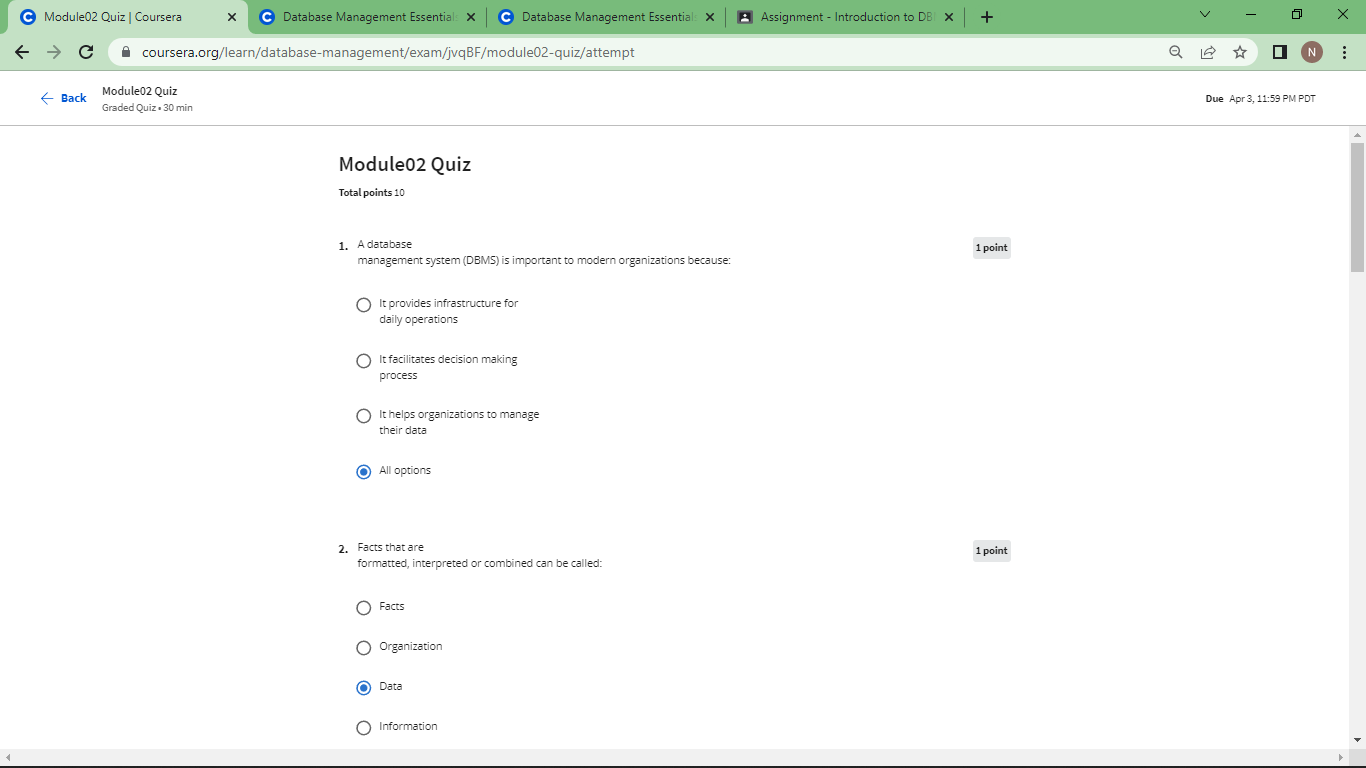 Module02 Quiz | Coursera
Database Management Essential
Database Management Essential
Assignment - Introduction to DB
coursera.org/learn/database-management/exam/jvqBF/module02-quiz/attempt
N
Back
Module02 Quiz
Graded Quiz • 30 min
Due Apr 3, 11:59 PM PDT
Module02 Quiz
Total points 10
1. A database
management system (DBMS) is important to modern organizations because:
1 point
It provides infrastructure for
daily operations
It facilitates decision making
process
It helps organizations to manage
their data
All options
2. Facts that are
formatted, interpreted or combined can be called:
1 point
Facts
Organization
Data
Information